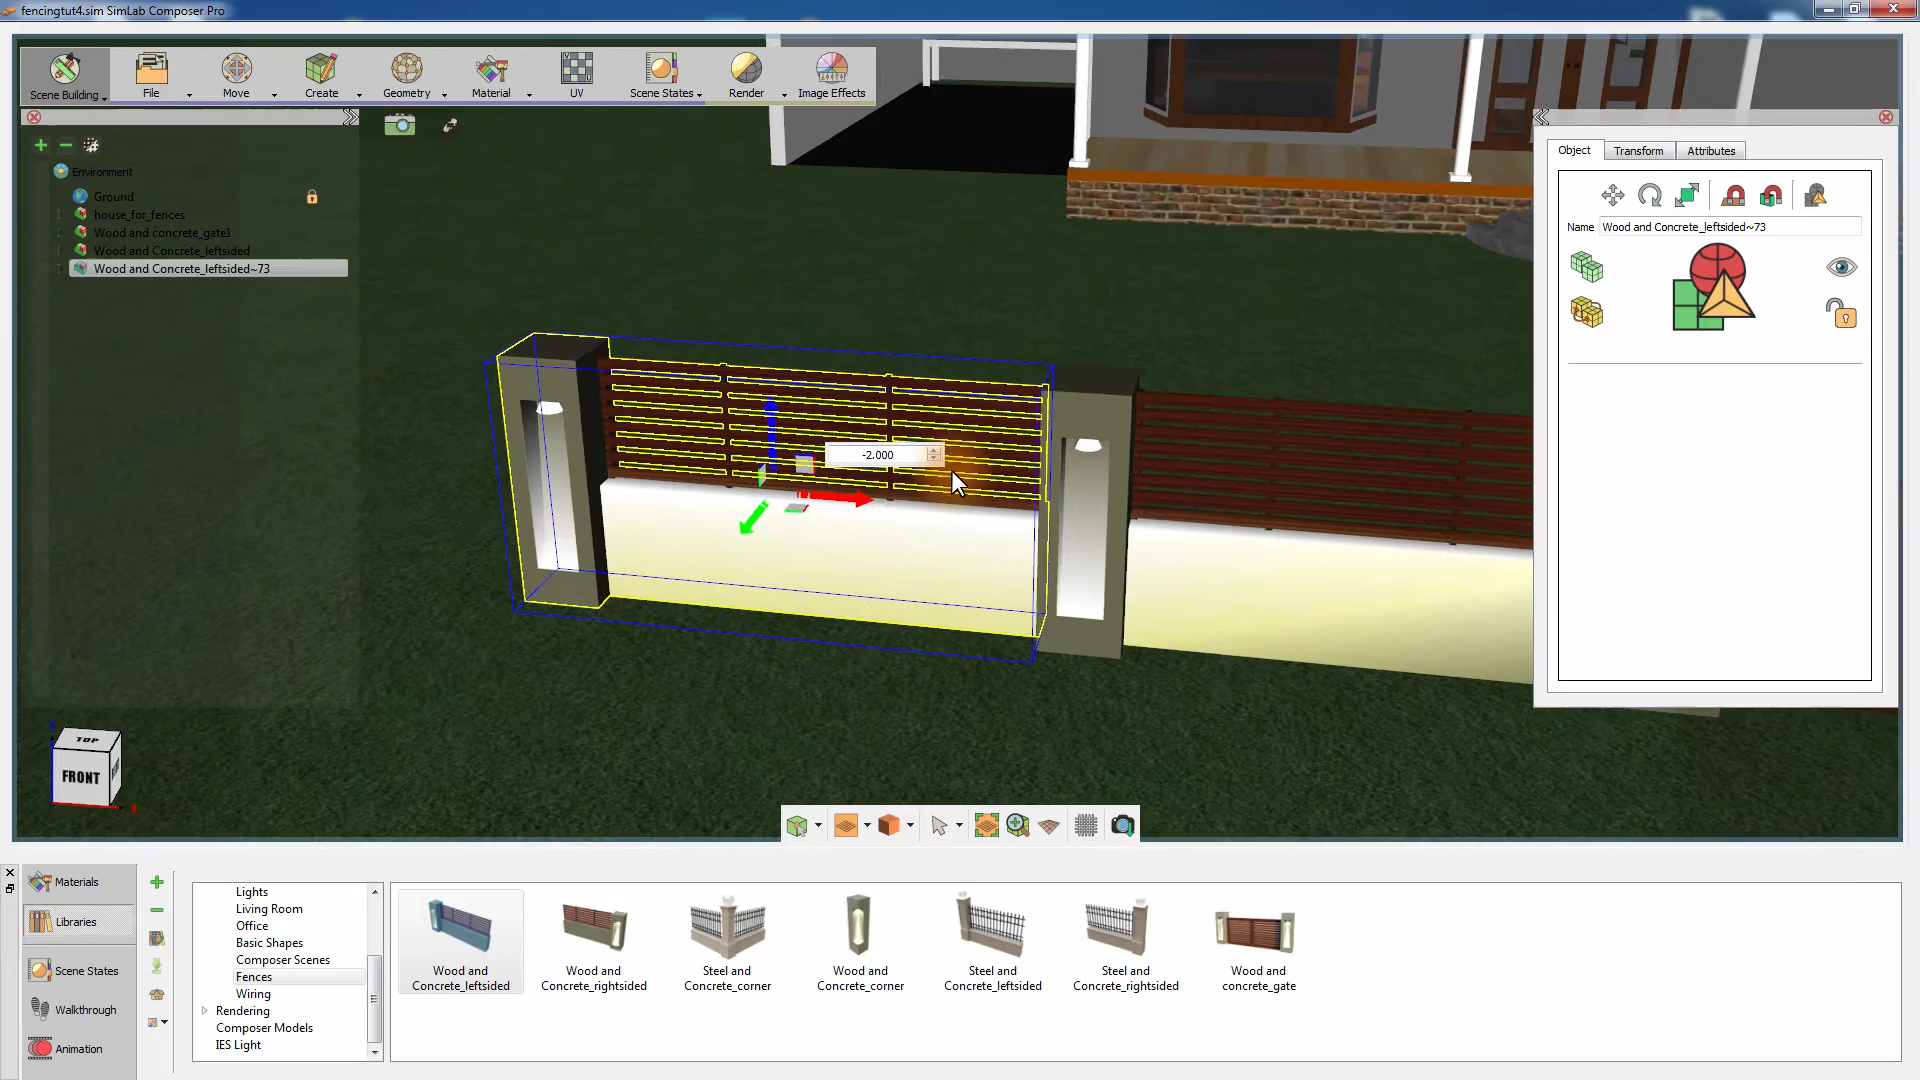 fencingtut4.sim SimLab Composer Pro
Scene Building
File
Move
Create
Geometry
Material
UV
Scene States
Render
Image Effects
Environment
Ground
house_for_fences
Wood and concrete_gate1
Wood and Concrete_leftsided
Wood and Concrete_leftsided~73
-2.000
Object
Transform
Attributes
Name
Wood and Concrete_leftsided~73
TOP
FRONT
Materials
Libraries
Scene States
Walkthrough
Animation
Lights
Living Room
Office
Basic Shapes
Composer Scenes
Fences
Wiring
Rendering
Composer Models
IES Light
Wood and
Concrete_leftsided
Wood and
Concrete_rightsided
Steel and
Concrete_corner
Wood and
Concrete_corner
Steel and
Concrete_leftsided
Steel and
Concrete_rightsided
Wood and
concrete_gate